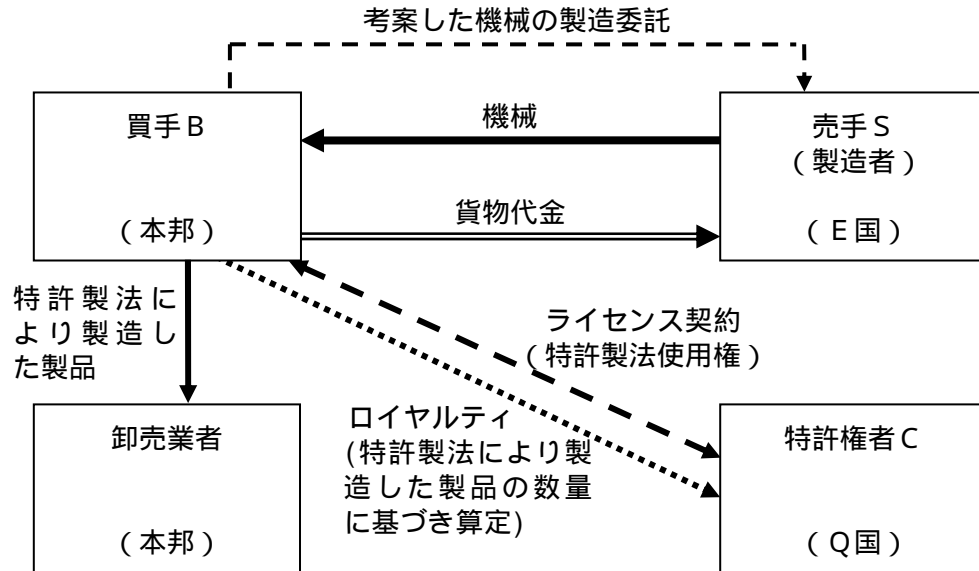 考案した機械の製造委託
買手B
(本邦)
機械
貨物代金
売手S
(製造者)
(E国)
特許製法に
より製造し
た製品
ライセンス契約
(特許製法使用権)
ロイヤルティ
(特許製法により製
造した製品の数量
に基づき算定)
卸売業者
(本邦)
特許権者C
(Q国)